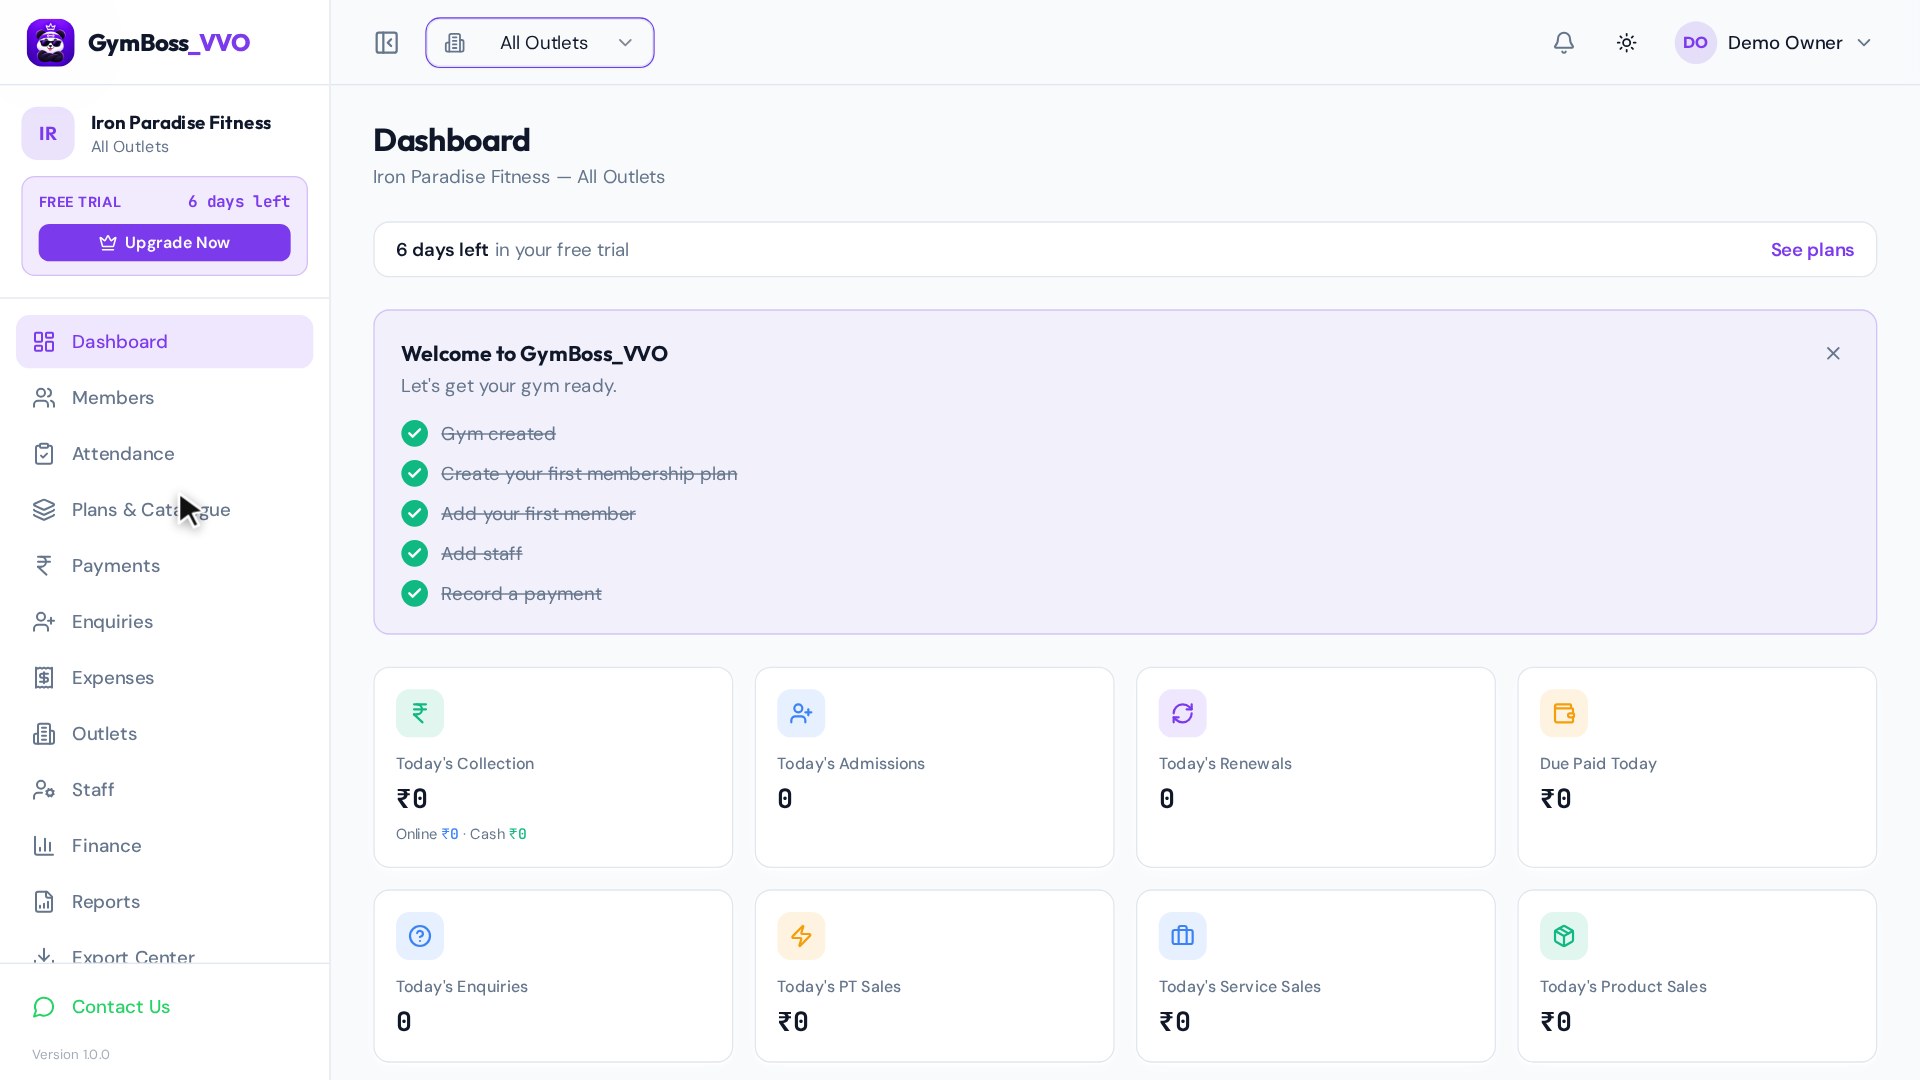 GymBoss_VVO
All Outlets
DO Demo Owner
IR
Iron Paradise Fitness
All Outlets
FREE TRIAL 6 days left
Upgrade Now
Dashboard
Members
Attendance
Plans & Catalogue
Payments
Enquiries
Expenses
Outlets
Staff
Finance
Reports
Export Center
Contact Us
Version 1.0.0
Dashboard
Iron Paradise Fitness — All Outlets
6 days left in your free trial See plans
Welcome to GymBoss_VVO
Let's get your gym ready.
Gym created
Create your first membership plan
Add your first member
Add staff
Record a payment
Today's Collection
₹0
Online ₹0 · Cash ₹0
Today's Admissions
0
Today's Renewals
0
Due Paid Today
₹0
Today's Enquiries
0
Today's PT Sales
₹0
Today's Service Sales
₹0
Today's Product Sales
₹0